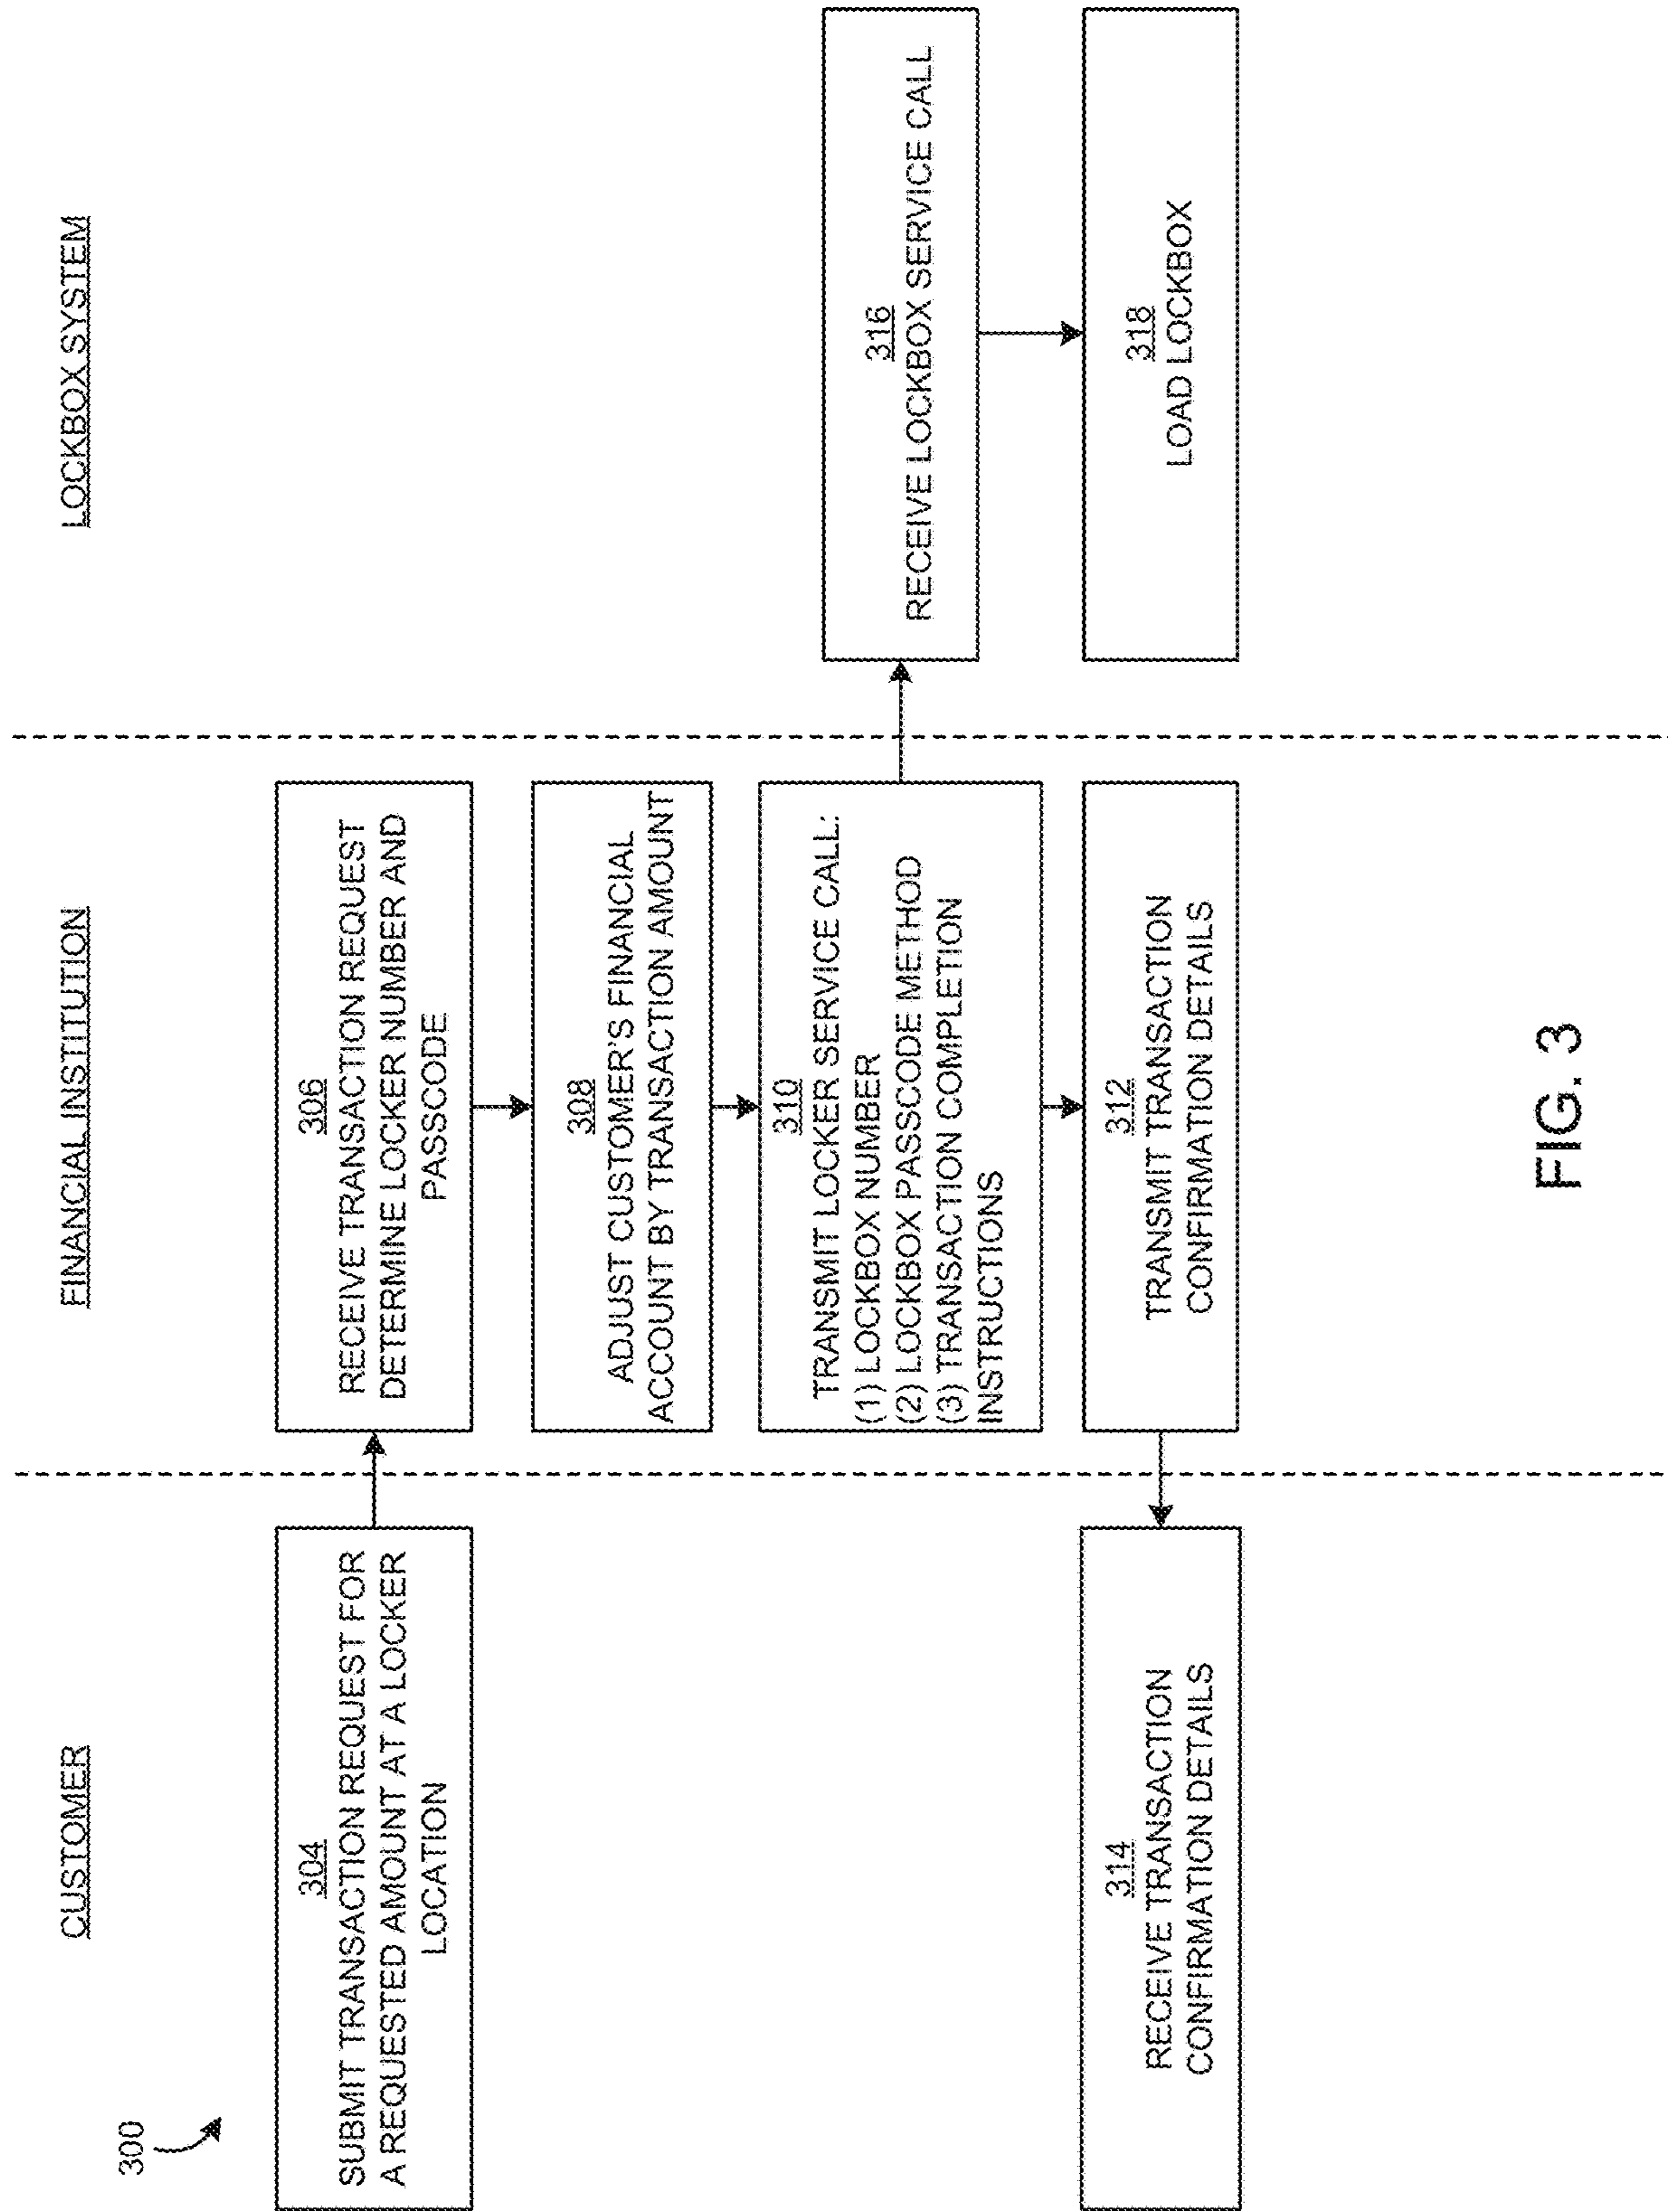 300
CUSTOMER
FINANCIAL INSTITUTION
LOCKBOX SYSTEM
304
SUBMIT TRANSACTION REQUEST FOR
A REQUESTED AMOUNT AT A LOCKER
LOCATION
306
RECEIVE TRANSACTION REQUEST
DETERMINE LOCKER NUMBER AND
PASSCODE
308
ADJUST CUSTOMER'S FINANCIAL
ACCOUNT BY TRANSACTION AMOUNT
310
TRANSMIT LOCKER SERVICE CALL:
(1) LOCKBOX NUMBER
(2) LOCKBOX PASSCODE METHOD
(3) TRANSACTION COMPLETION
INSTRUCTIONS
316
RECEIVE LOCKBOX SERVICE CALL
314
RECEIVE TRANSACTION
CONFIRMATION DETAILS
312
TRANSMIT TRANSACTION
CONFIRMATION DETAILS
318
LOAD LOCKBOX
FIG. 3